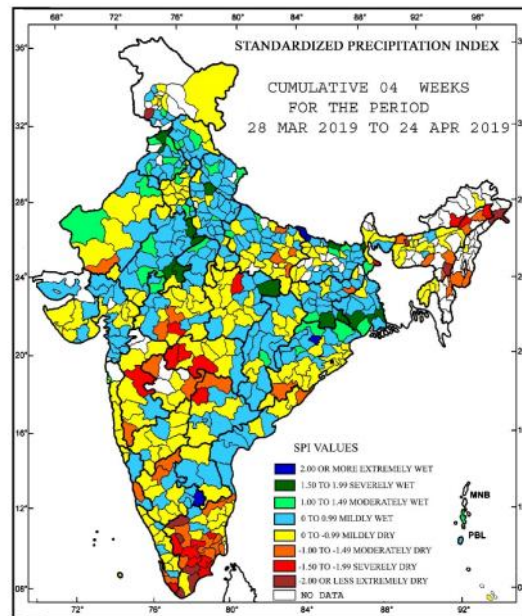 68° 72° 76° 80° 84° 88° 92° 96°
36°
STANDARDIZED PRECIPITATION INDEX
CUMULATIVE 04 WEEKS
FOR THE PERIOD
28 MAR 2019 TO 24 APR 2019
32°
28°
24°
20°
16°
12°
08°
SPI VALUES
2.00 OR MORE EXTREMELY WET
1.50 TO 1.99 SEVERELY WET
1.00 TO 1.49 MODERATELY WET
0 TO 0.99 MILDLY WET
0 TO -0.99 MILDLY DRY
-1.00 TO -1.49 MODERATELY DRY
-1.50 TO -1.99 SEVERELY DRY
-2.00 OR LESS EXTREMELY DRY
NO DATA
MNB
PBL
76° 80° 84° 88° 92°